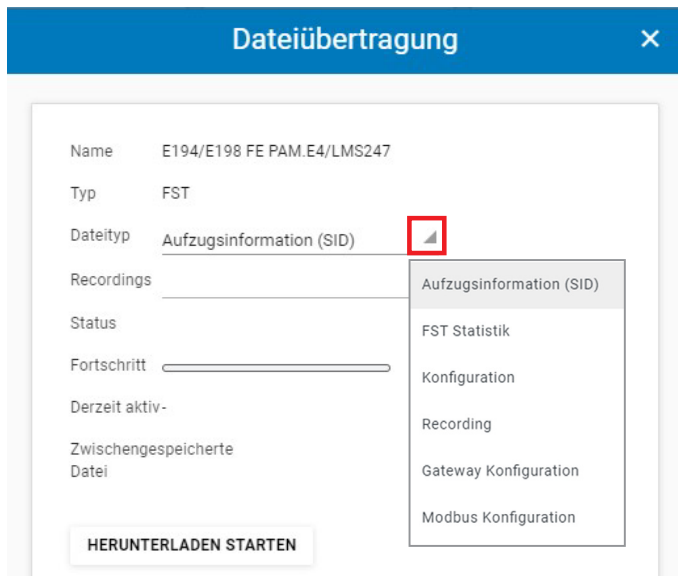 Dateiübertragung ✕
Name E194/E198 FE PAM.E4/LMS247
Typ FST
Dateityp Aufzugsinformation (SID)
Recordings
Status
Fortschritt
Derzeit aktiv -
Zwischengespeicherte
Datei
HERUNTERLADEN STARTEN
Aufzugsinformation (SID)
FST Statistik
Konfiguration
Recording
Gateway Konfiguration
Modbus Konfiguration